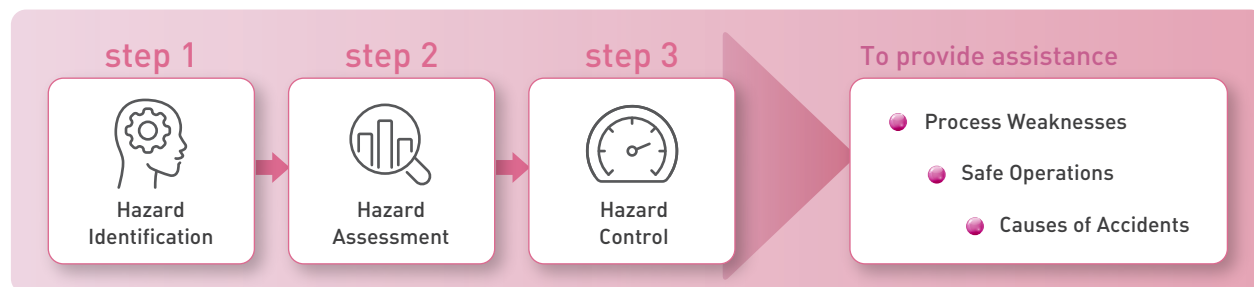 step 1
step 2
step 3
To provide assistance
Hazard
Identification
Hazard
Assessment
Hazard
Control
Process Weaknesses
Safe Operations
Causes of Accidents